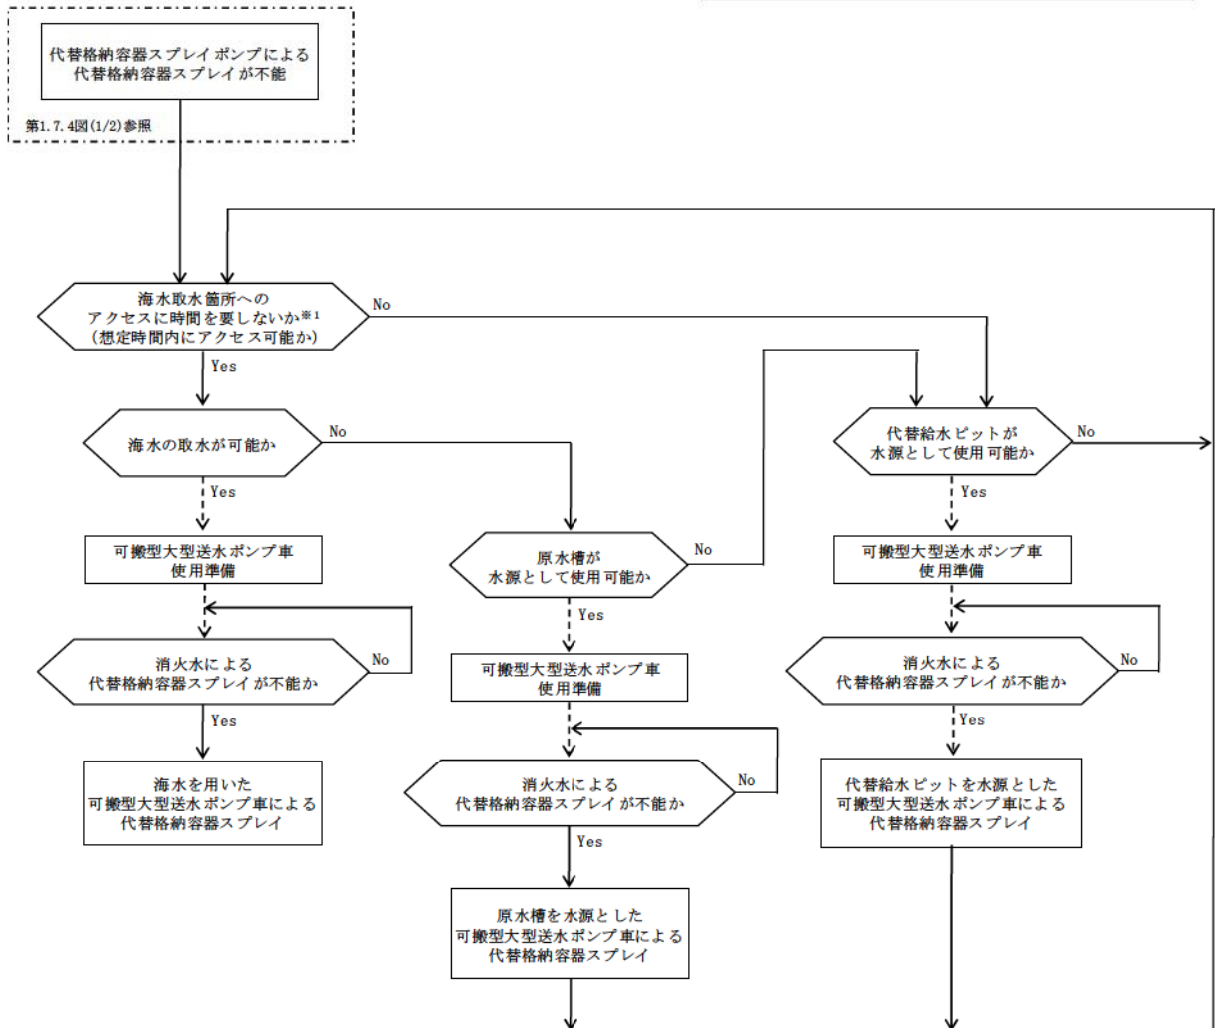 代替格納容器スプレイポンプによる
代替格納容器スプレイが不能
第1.7.4図(1/2)参照
海水取水箇所への
アクセスに時間を要しないか※1
(想定時間内にアクセス可能か)
No
Yes
海水の取水が可能か
No
Yes
代替給水ピットが
水源として使用可能か
No
Yes
可搬型大型送水ポンプ車
使用準備
原水槽が
水源として使用可能か
No
Yes
可搬型大型送水ポンプ車
使用準備
消火水による
代替格納容器スプレイが不能か
No
Yes
可搬型大型送水ポンプ車
使用準備
消火水による
代替格納容器スプレイが不能か
No
Yes
海水を用いた
可搬型大型送水ポンプ車による
代替格納容器スプレイ
消火水による
代替格納容器スプレイが不能か
No
Yes
代替給水ピットを水源とした
可搬型大型送水ポンプ車による
代替格納容器スプレイ
原水槽を水源とした
可搬型大型送水ポンプ車による
代替格納容器スプレイ